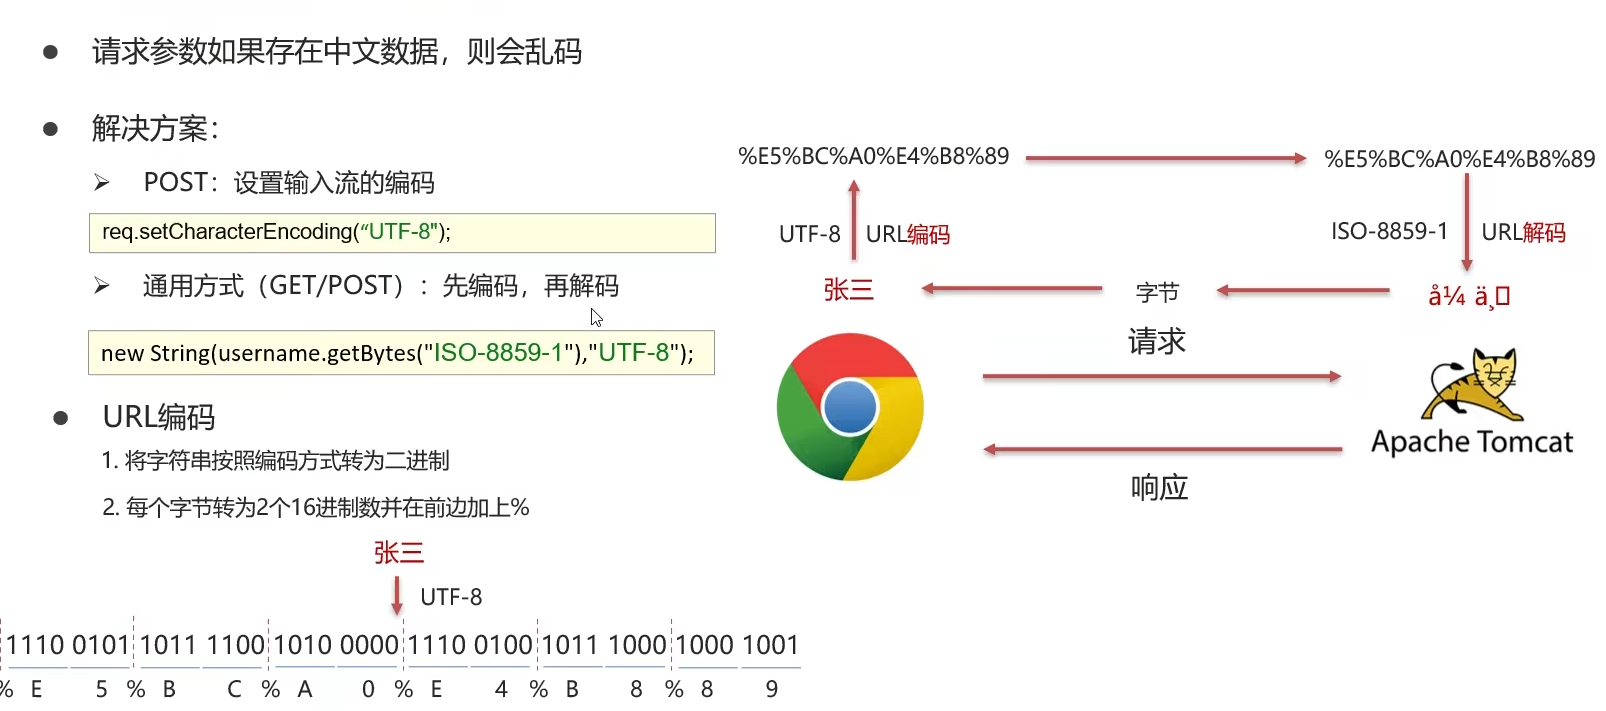 请求参数如果存在中文数据，则会乱码
解决方案：
POST：设置输入流的编码
req.setCharacterEncoding(“UTF-8");
通用方式（GET/POST）：先编码，再解码
new String(username.getBytes("ISO-8859-1"),"UTF-8");
URL编码
1. 将字符串按照编码方式转为二进制
2. 每个字节转为2个16进制数并在前边加上%
张三
UTF-8
1110 0101 1011 1100 1010 0000 1110 0100 1011 1000 1000 1001
% E 5 % B C % A 0 % E 4 % B 8 % 8 9
%E5%BC%A0%E4%B8%89
%E5%BC%A0%E4%B8%89
UTF-8 URL编码
ISO-8859-1 URL解码
张三
字节
å¼ ä¸
请求
响应
Apache Tomcat